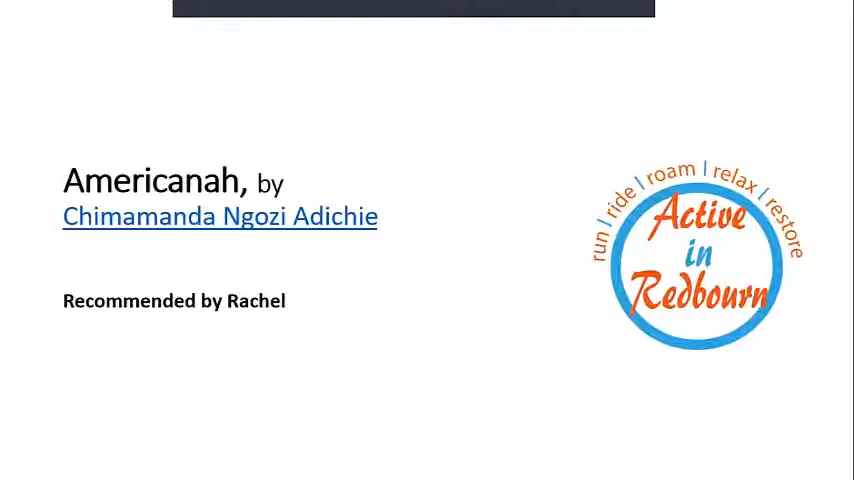 Americanah, by
Chimamanda Ngozi Adichie
Recommended by Rachel
run | ride | roam | relax | restore
Active
in
Redbourn